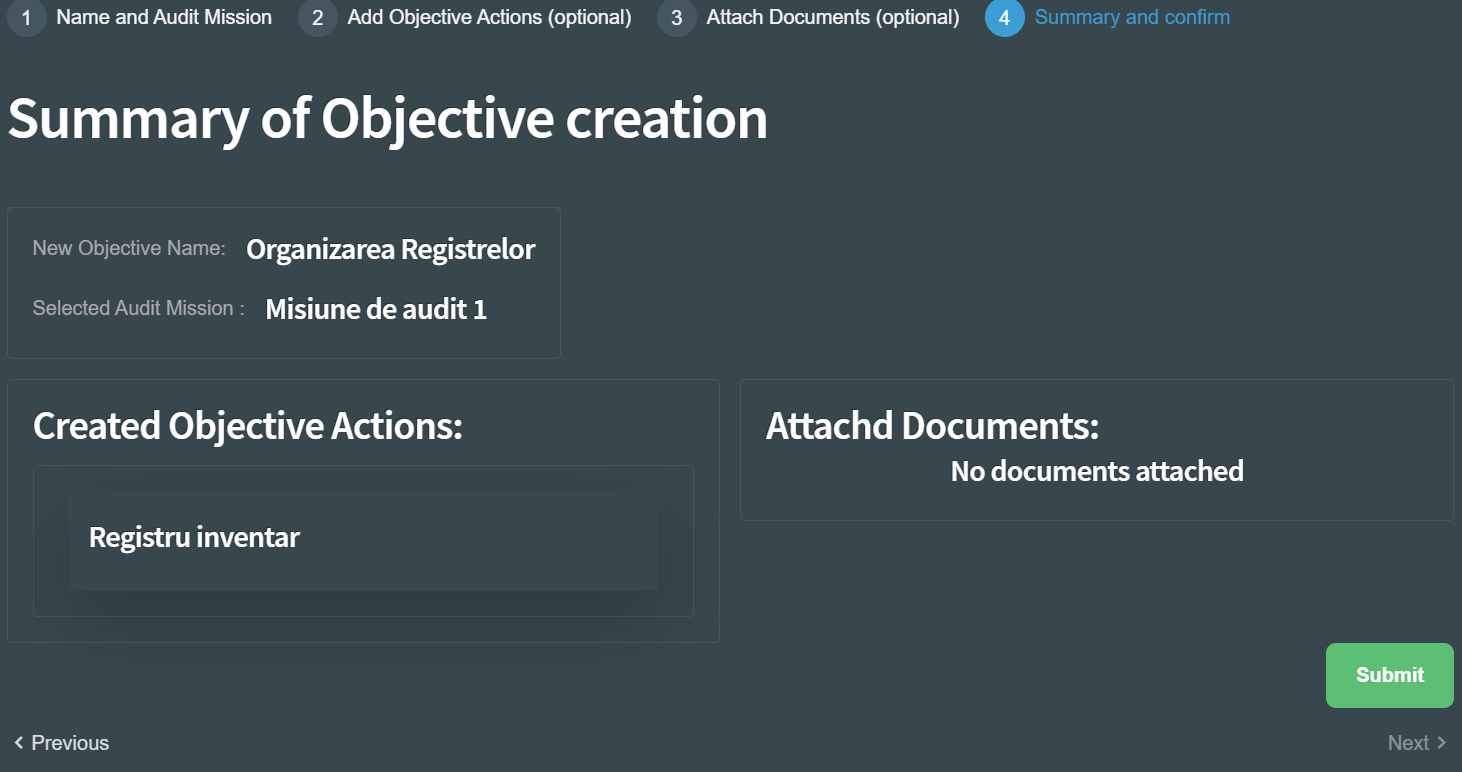 1 Name and Audit Mission 2 Add Objective Actions (optional) 3 Attach Documents (optional) 4 Summary and confirm
Summary of Objective creation
New Objective Name: Organizarea Registrelor
Selected Audit Mission : Misiune de audit 1
Created Objective Actions:
Registru inventar
Attachd Documents:
No documents attached
Submit
Previous
Next